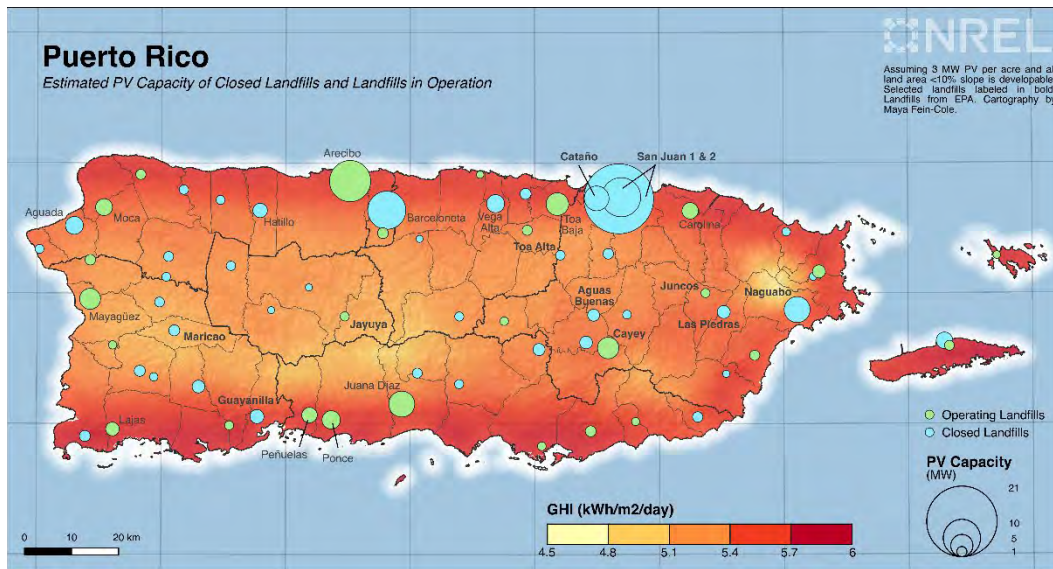 Puerto Rico
Estimated PV Capacity of Closed Landfills and Landfills in Operation
NREL
Assuming 3 MW PV per acre and al
land area <10% slope is developable
Selected landfills labeled in bold
Landfills from EPA. Cartography by
Maya Fein-Cole.
Arecibo
Cataño
San Juan 1 & 2
Aguada
Moca
Hatillo
Barceloneta
Vega
Alta
Toa
Baja
Carolina
Toa Alta
Mayagüez
Maricao
Jayuya
Aguas
Buenas
Juncos
Naguabo
Cayey
Las Piedras
Juana Díaz
Guayanilla
Lajas
Peñuelas
Ponce
Operating Landfills
Closed Landfills
PV Capacity
(MW)
21
10
5
1
GHI (kWh/m2/day)
4.5 4.8 5.1 5.4 5.7 6
0 10 20 km